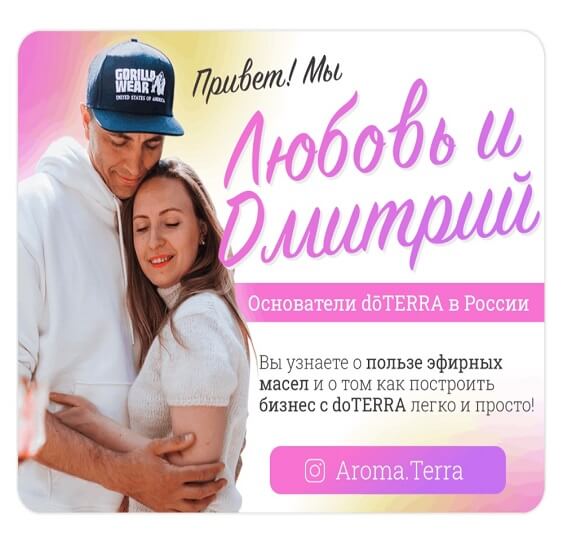 GORILLA
WEAR
UNITED STATES OF AMERICA
Привет! Мы
Любовь и
Дмитрий
Основатели dōTERRA в России
Вы узнаете о пользе эфирных
масел и о том как построить
бизнес с doTERRA легко и просто!
Aroma.Terra